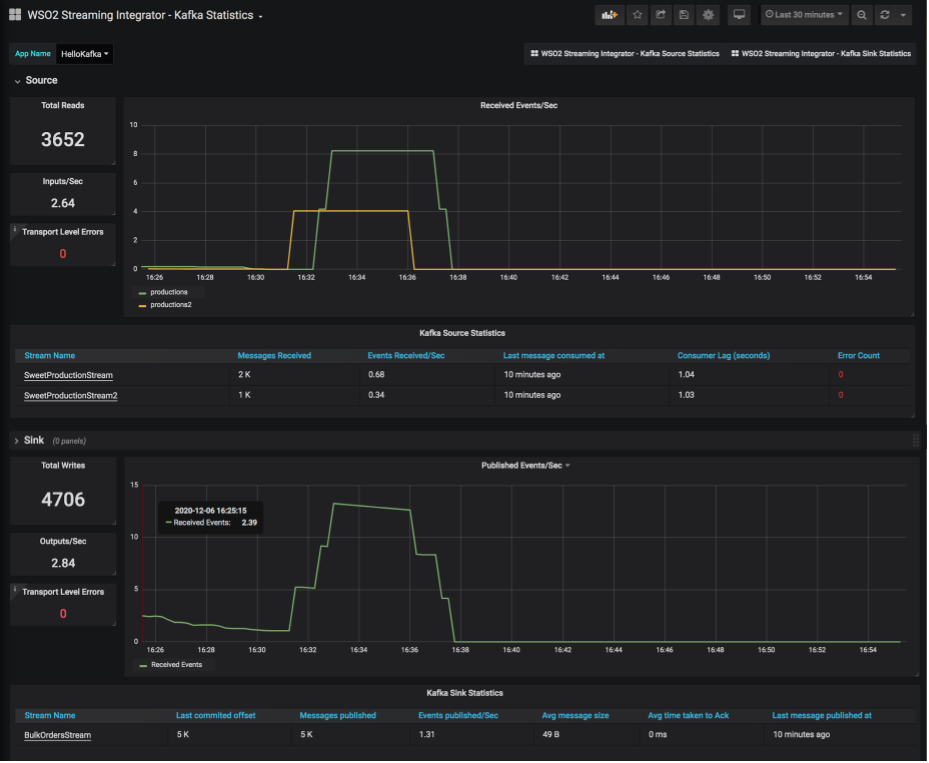 WSO2 Streaming Integrator - Kafka Statistics
Last 30 minutes
App Name HelloKafka
WSO2 Streaming Integrator - Kafka Source Statistics WSO2 Streaming Integrator - Kafka Sink Statistics
Source
Total Reads
3652
Inputs/Sec
2.64
Transport Level Errors
0
Received Events/Sec
10
8
6
4
2
0
16:26 16:28 16:30 16:32 16:34 16:36 16:38 16:40 16:42 16:44 16:46 16:48 16:50 16:52 16:54
productions
productions2
Kafka Source Statistics
Stream Name Messages Received Events Received/Sec Last message consumed at Consumer Lag (seconds) Error Count
SweetProductionStream 2 K 0.68 10 minutes ago 1.04 0
SweetProductionStream2 1 K 0.34 10 minutes ago 1.03 0
Sink (0 panels)
Total Writes
4706
Outputs/Sec
2.84
Transport Level Errors
0
Published Events/Sec
15
10
5
0
2020-12-06 16:25:15
Received Events: 2.39
16:26 16:28 16:30 16:32 16:34 16:36 16:38 16:40 16:42 16:44 16:46 16:48 16:50 16:52 16:54
Received Events
Kafka Sink Statistics
Stream Name Last commited offset Messages published Events published/Sec Avg message size Avg time taken to Ack Last message published at
BulkOrdersStream 5 K 5 K 1.31 49 B 0 ms 10 minutes ago